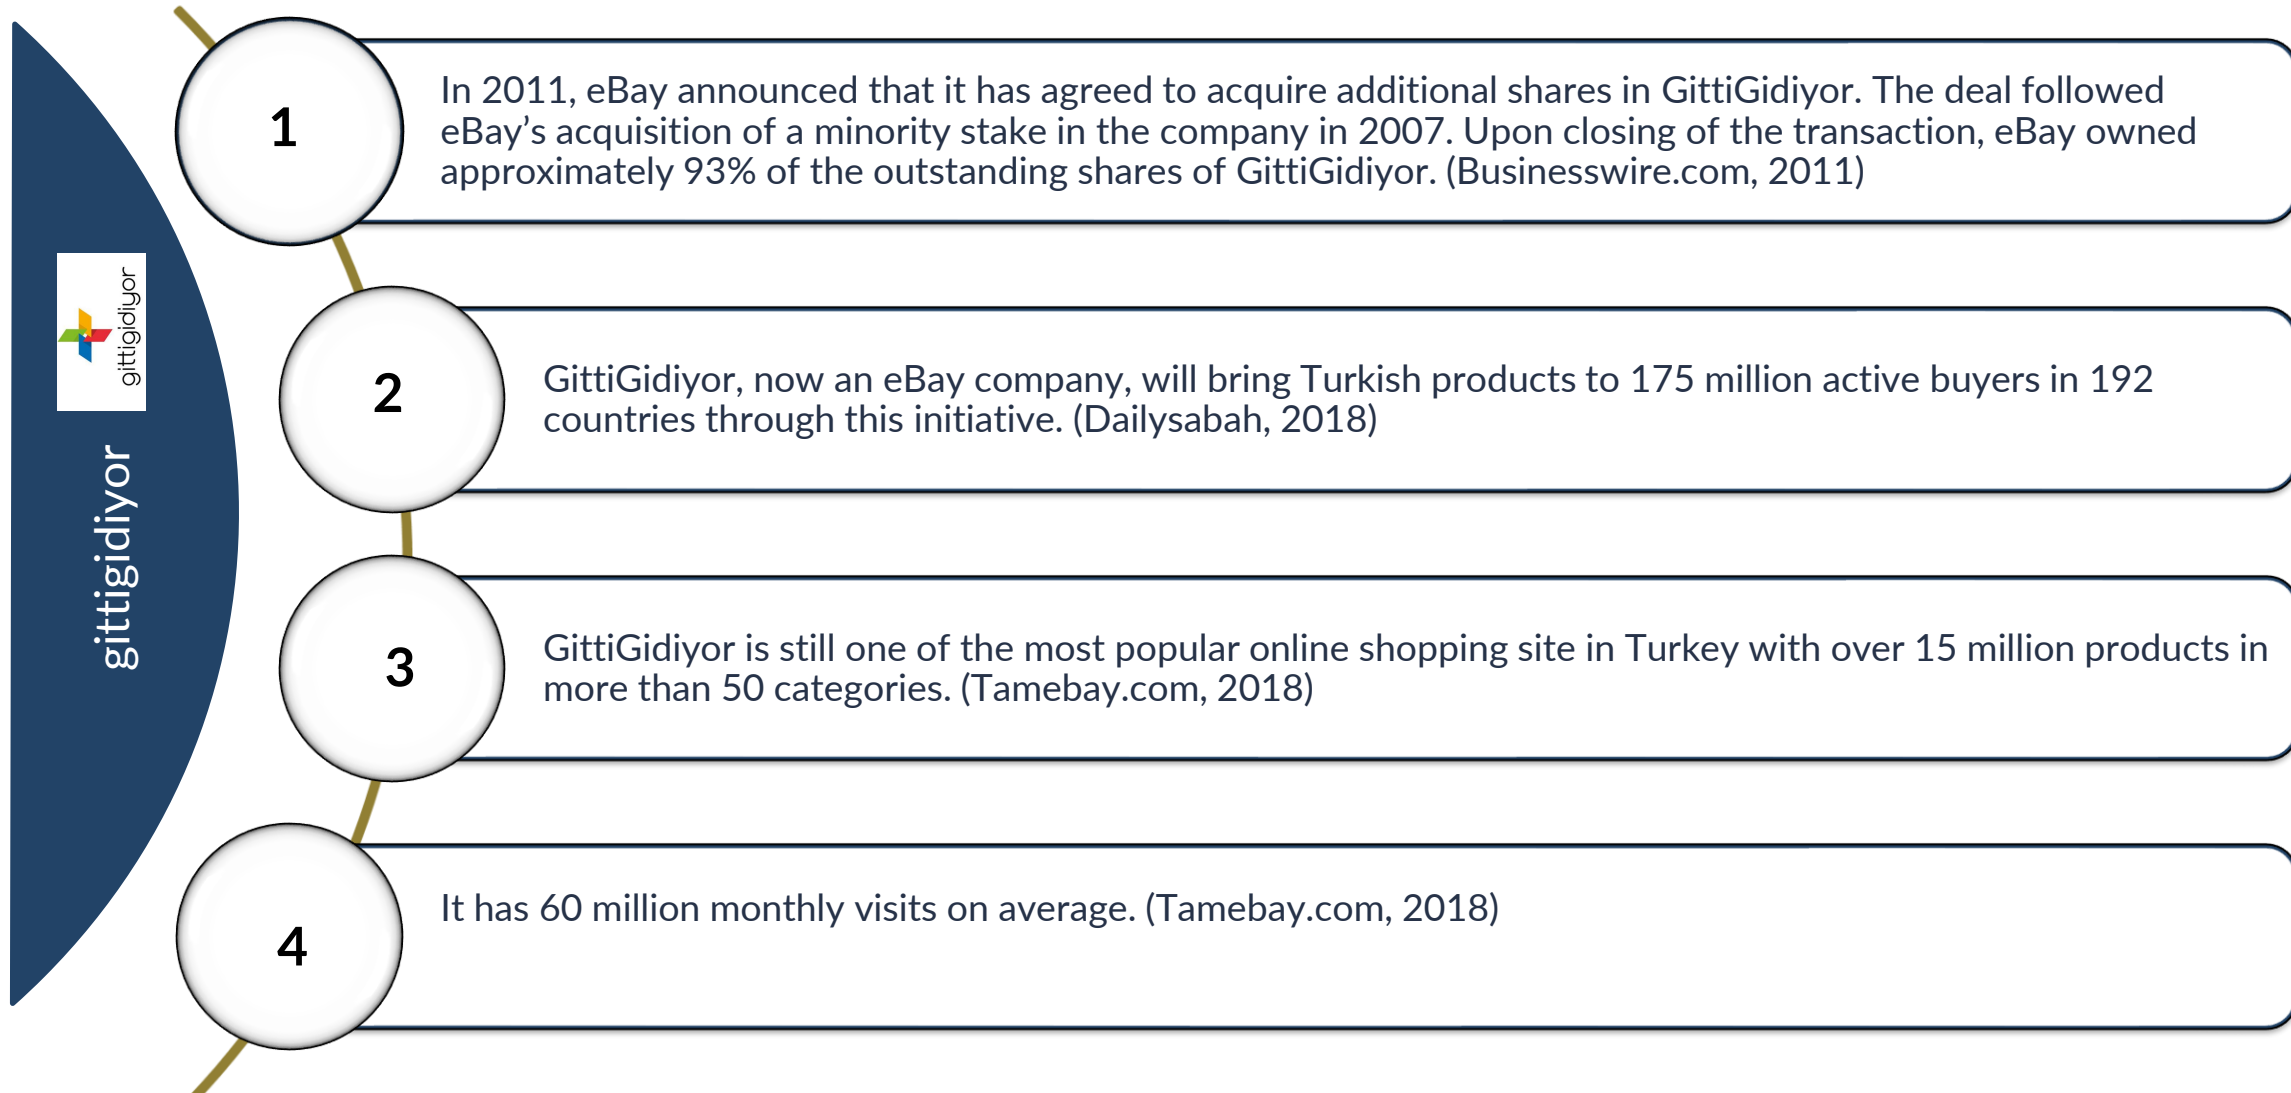 gittigidiyor
gittigidiyor
1
In 2011, eBay announced that it has agreed to acquire additional shares in GittiGidiyor. The deal followed
eBay’s acquisition of a minority stake in the company in 2007. Upon closing of the transaction, eBay owned
approximately 93% of the outstanding shares of GittiGidiyor. (Businesswire.com, 2011)
2
GittiGidiyor, now an eBay company, will bring Turkish products to 175 million active buyers in 192
countries through this initiative. (Dailysabah, 2018)
3
GittiGidiyor is still one of the most popular online shopping site in Turkey with over 15 million products in
more than 50 categories. (Tamebay.com, 2018)
4
It has 60 million monthly visits on average. (Tamebay.com, 2018)